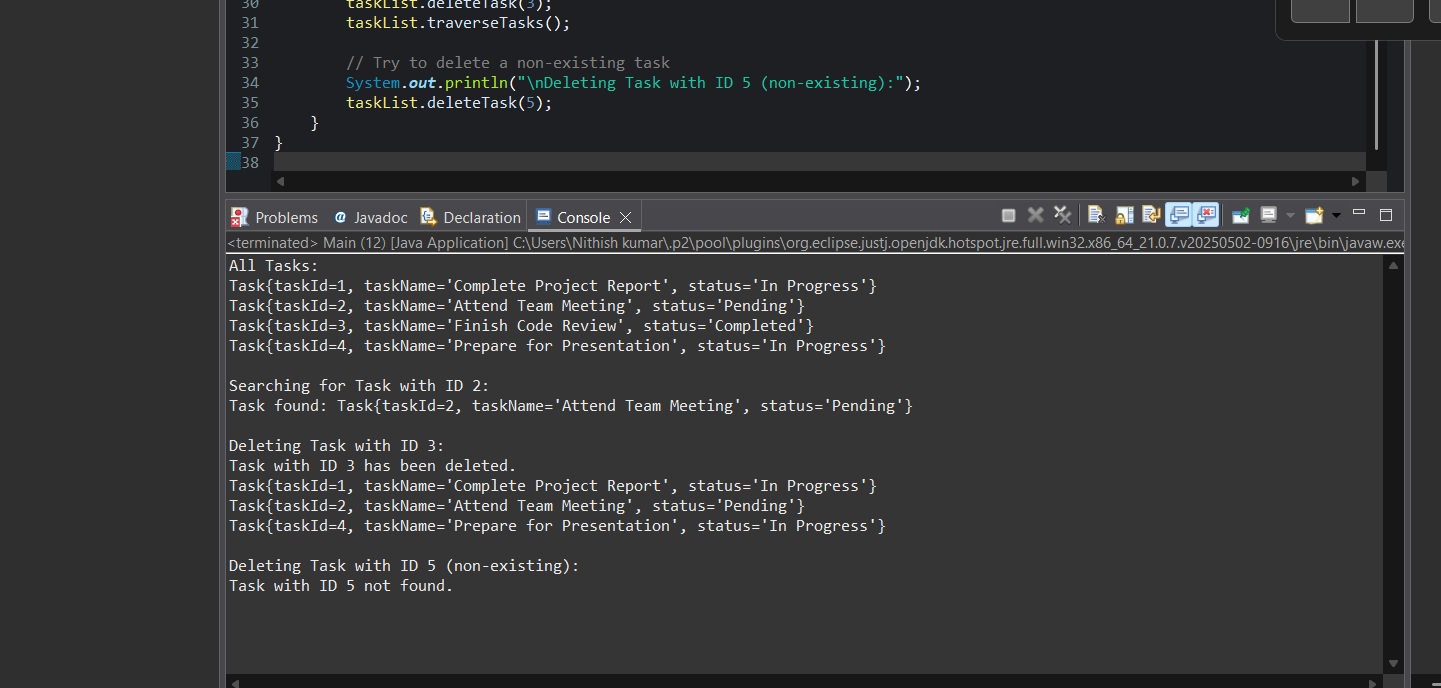 30 taskList.deleteTask(3);
31 taskList.traverseTasks();
32
33 // Try to delete a non-existing task
34 System.out.println("\nDeleting Task with ID 5 (non-existing):");
35 taskList.deleteTask(5);
36 }
37 }
38
Problems @ Javadoc Declaration Console
<terminated> Main (12) [Java Application] C:\Users\Nithish kumar\.p2\pool\plugins\org.eclipse.justj.openjdk.hotspot.jre.full.win32.x86_64_21.0.7.v20250502-0916\jre\bin\javaw.exe
All Tasks:
Task{taskId=1, taskName='Complete Project Report', status='In Progress'}
Task{taskId=2, taskName='Attend Team Meeting', status='Pending'}
Task{taskId=3, taskName='Finish Code Review', status='Completed'}
Task{taskId=4, taskName='Prepare for Presentation', status='In Progress'}

Searching for Task with ID 2:
Task found: Task{taskId=2, taskName='Attend Team Meeting', status='Pending'}

Deleting Task with ID 3:
Task with ID 3 has been deleted.
Task{taskId=1, taskName='Complete Project Report', status='In Progress'}
Task{taskId=2, taskName='Attend Team Meeting', status='Pending'}
Task{taskId=4, taskName='Prepare for Presentation', status='In Progress'}

Deleting Task with ID 5 (non-existing):
Task with ID 5 not found.